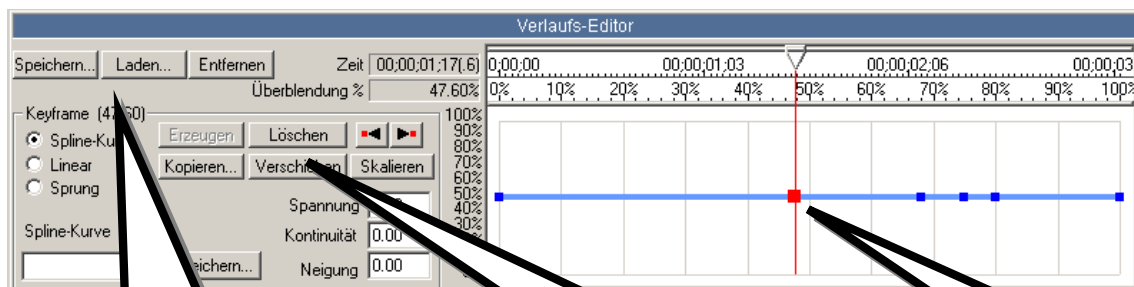 Verlaufs-Editor
Speichern... Laden... Entfernen Zeit 00;00;01;17(.6)
Überblendung % 47.60%
0;00;00 00;00;01;03 00;00;02;06 00;00;03
0% 10% 20% 30% 40% 50% 60% 70% 80% 90% 100%
Keyframe
Spline-Kurve Erzeugen Löschen
Linear Kopieren... Verschieben Skalieren
Sprung
Spannung
Kontinuität 0.00
Spline-Kurve
Neigung 0.00
100%
90%
80%
70%
60%
50%
40%
30%